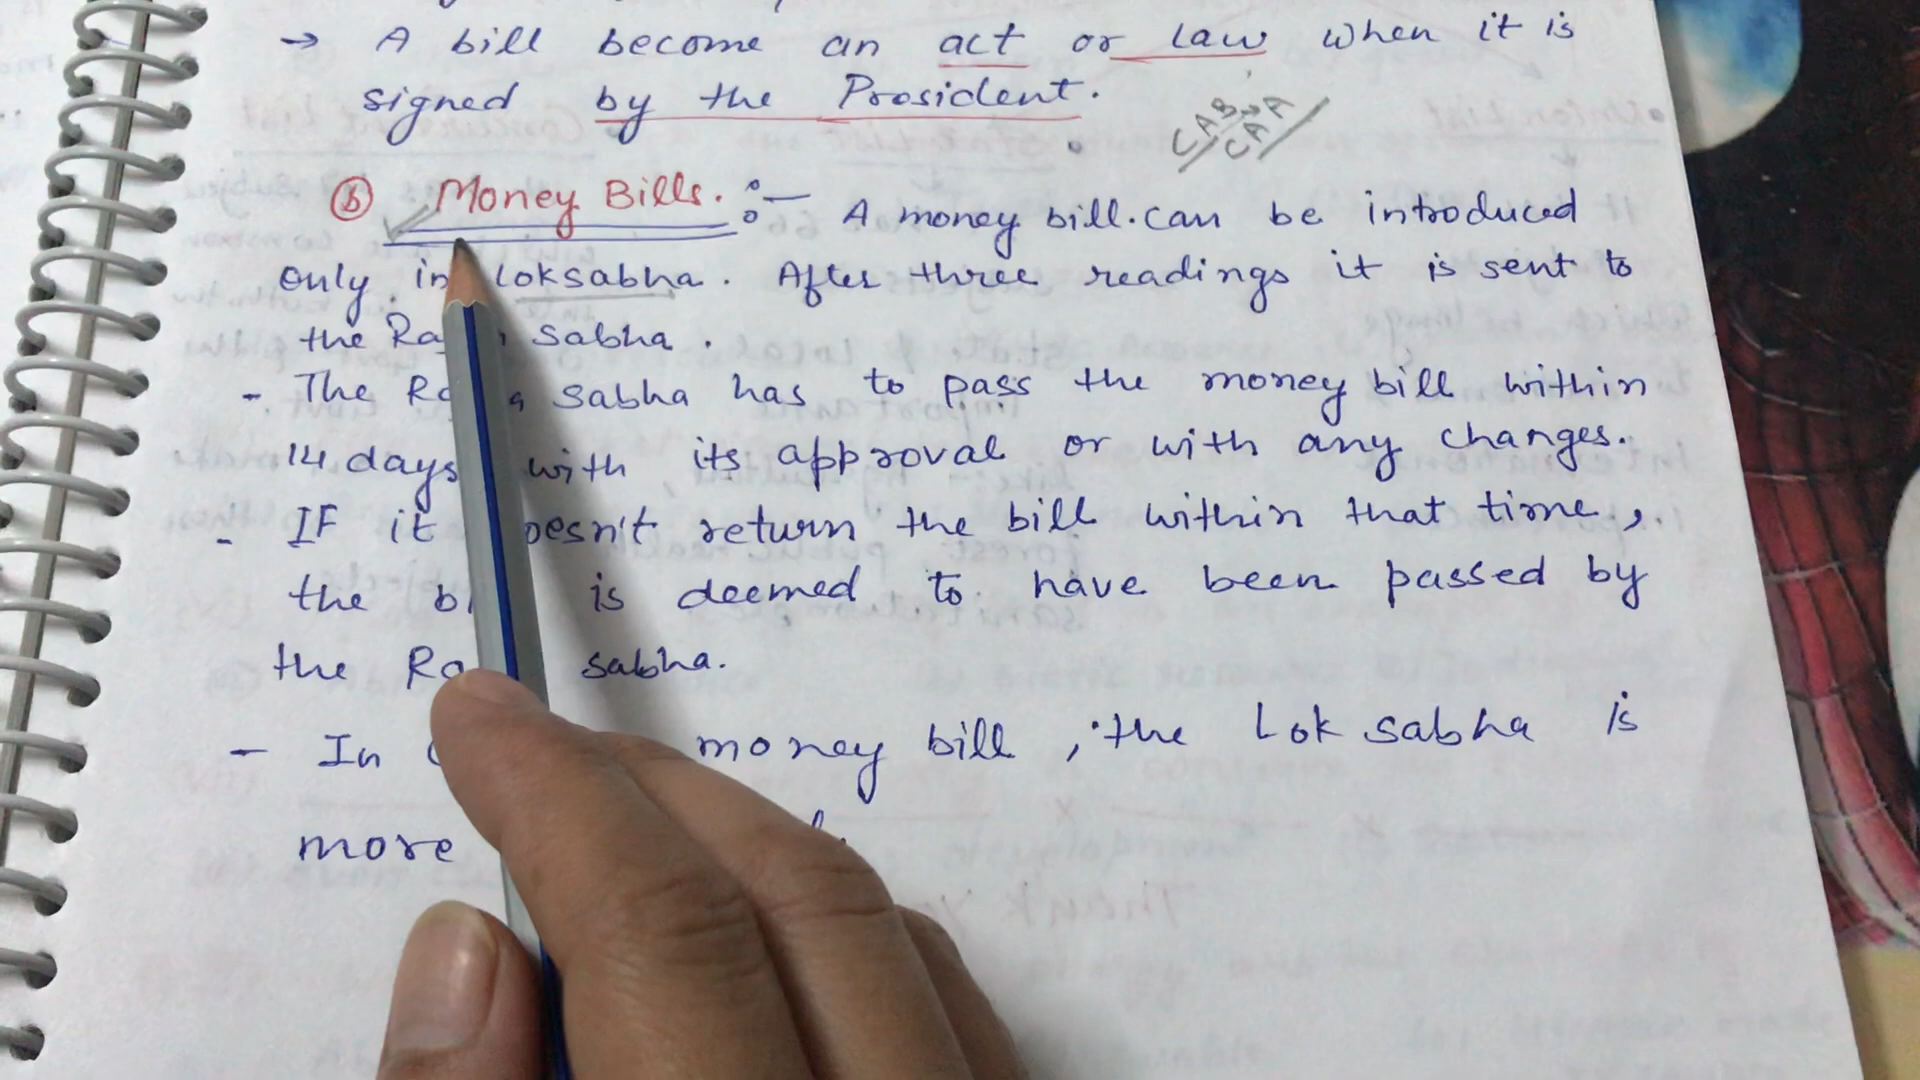 → A bill become an act or law when it is
signed by the President.
CAB→
CAA
ⓑ Money Bills. :— A money bill can be introduced
only in Loksabha. After three readings it is sent to
the Sabha.
- The Sabha has to pass the money bill within
14 days with its approval or with any changes.
- IF it doesn't return the bill within that time,
the is deemed to have been passed by
the Sabha.
- In money bill, the Lok sabha is
more